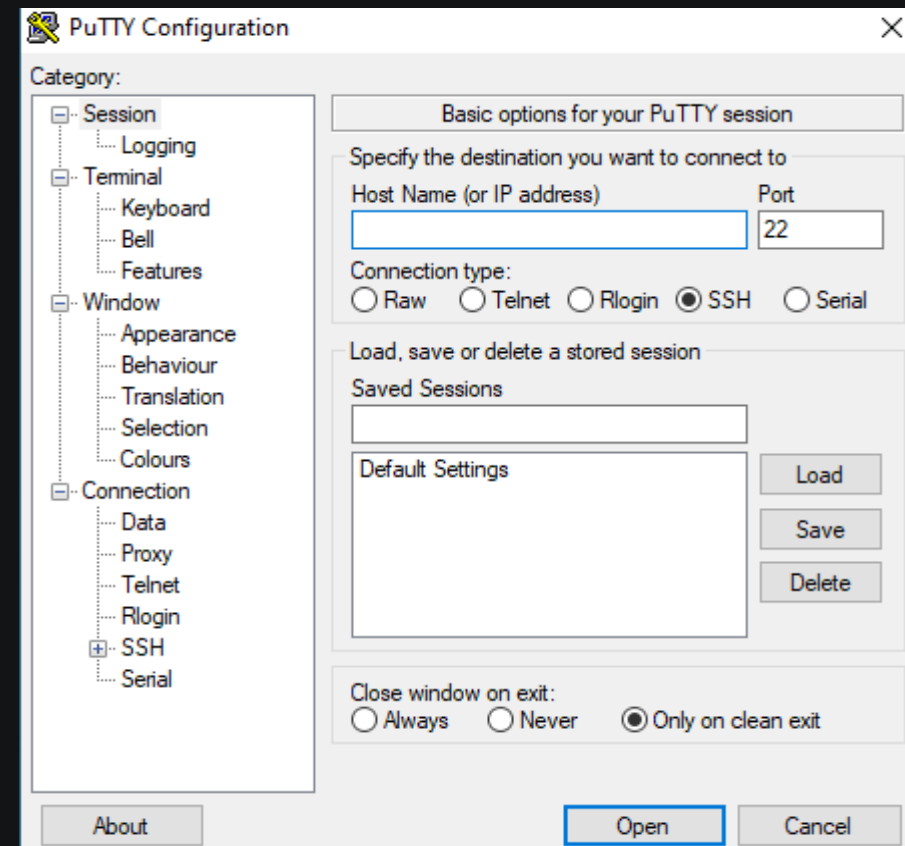 PuTTY Configuration
Category:
Session
Logging
Terminal
Keyboard
Bell
Features
Window
Appearance
Behaviour
Translation
Selection
Colours
Connection
Data
Proxy
Telnet
Rlogin
SSH
Serial
Basic options for your PuTTY session
Specify the destination you want to connect to
Host Name (or IP address) Port
22
Connection type:
Raw Telnet Rlogin SSH Serial
Load, save or delete a stored session
Saved Sessions
Default Settings
Load
Save
Delete
Close window on exit:
Always Never Only on clean exit
About Open Cancel